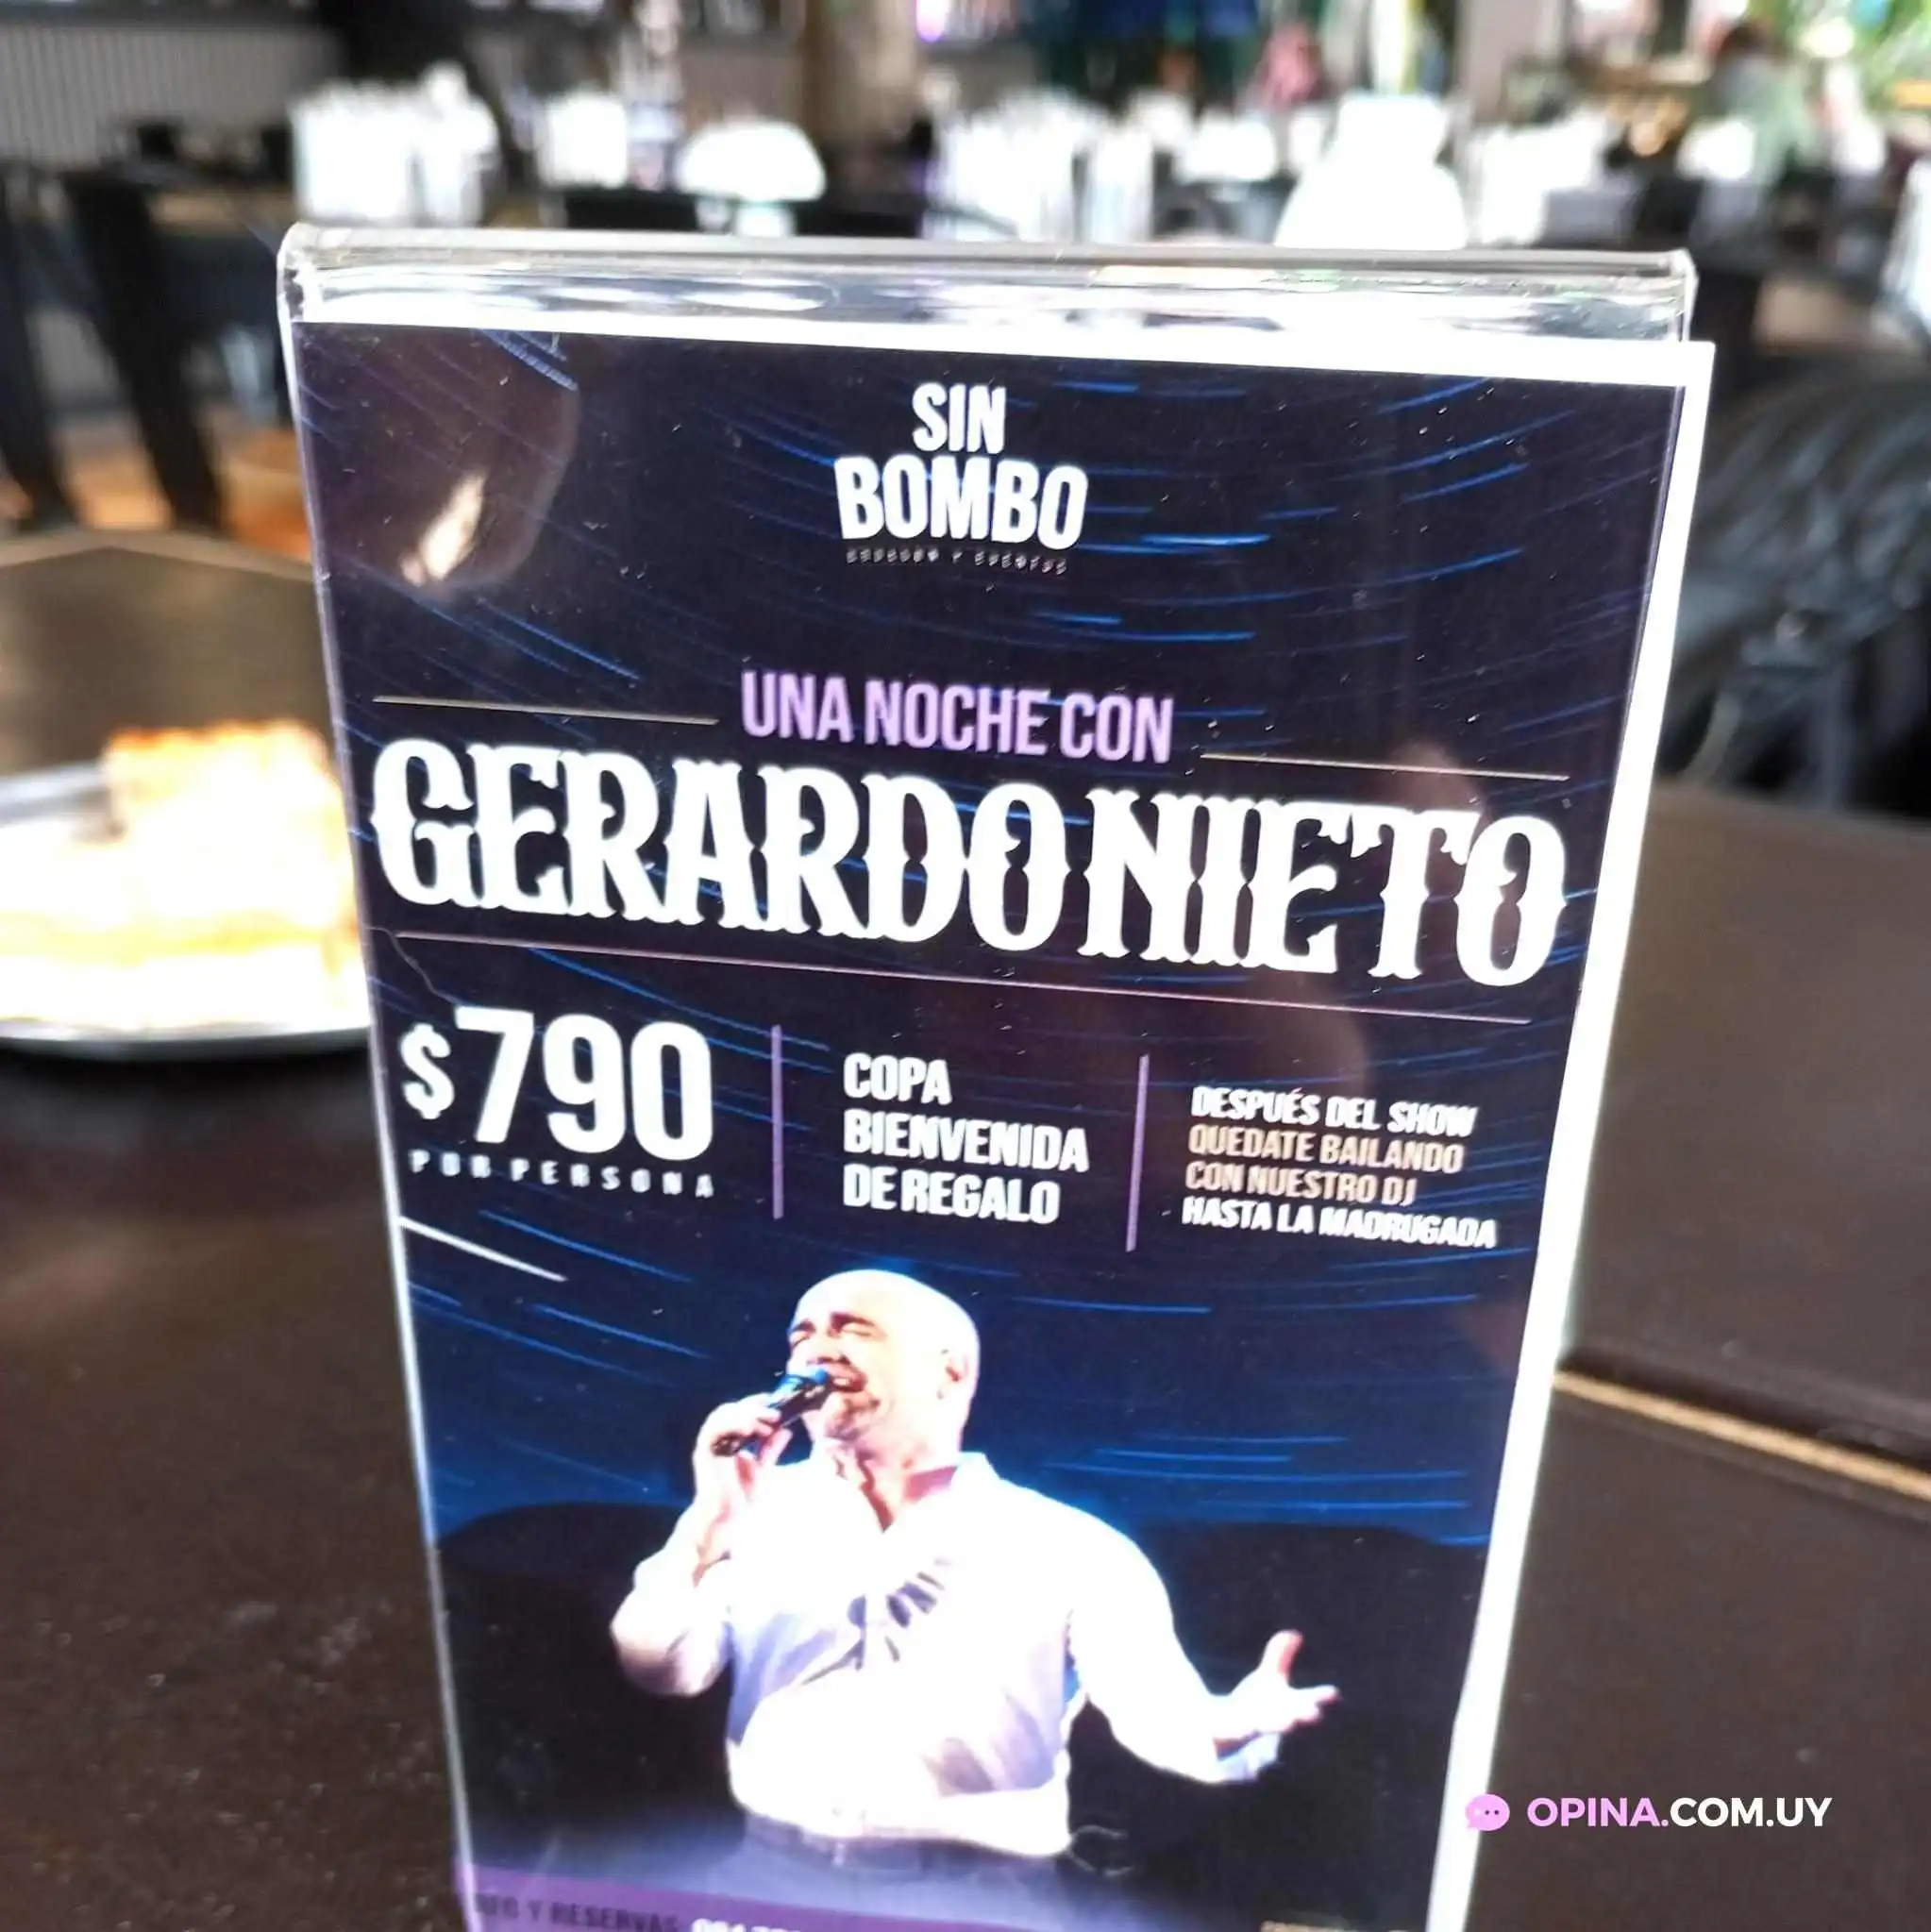 SIN
BOMBO
UNA NOCHE CON
GERARDO NIETO
$790
POR PERSONA
COPA
BIENVENIDA
DE REGALO
DESPUÉS DEL SHOW
QUEDATE BAILANDO
CON NUESTRO DJ
HASTA LA MADRUGADA
Y RESERVAS
OPINA.COM.UY